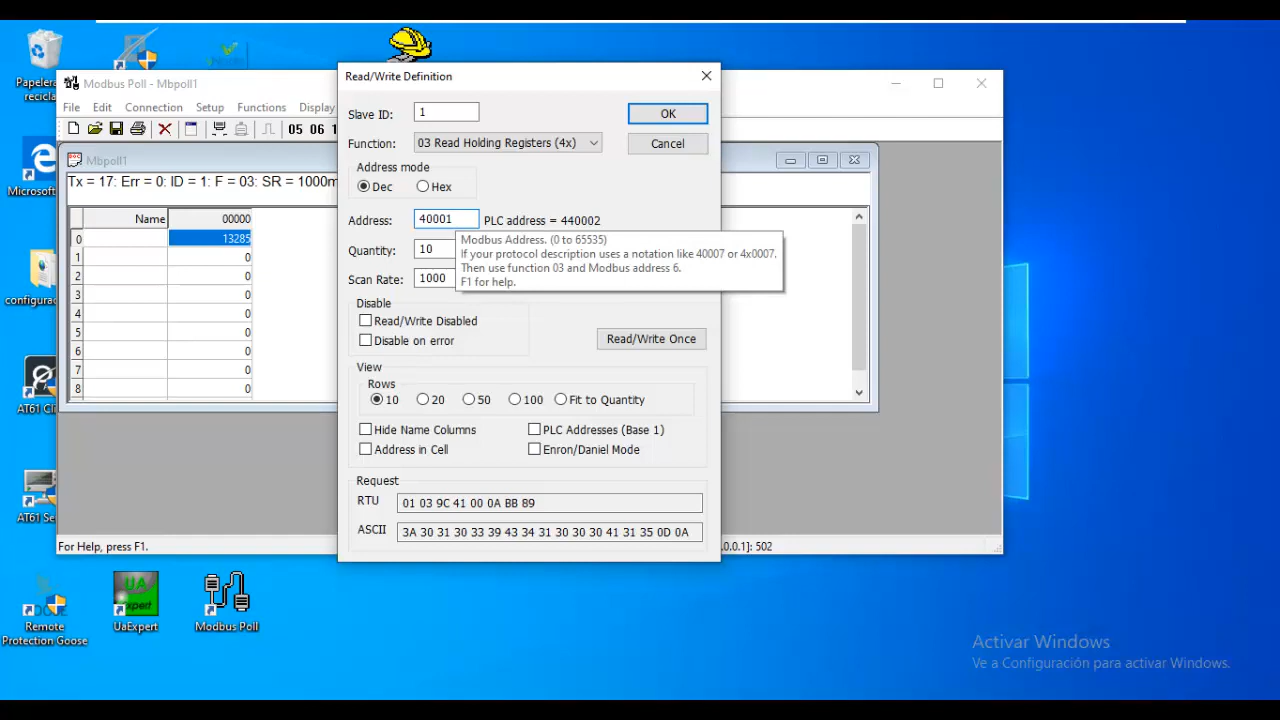 Papelera
recicla
Modbus Poll - Mbpoll1
File Edit Connection Setup Functions Display
05 06
Mbpoll1
Tx = 17: Err = 0: ID = 1: F = 03: SR = 1000m
Name 00000
0 13285
1 0
2 0
3 0
4 0
5 0
6 0
7 0
8 0
For Help, press F1.
.0.0.1]: 502
Read/Write Definition
Slave ID: 1
OK
Function: 03 Read Holding Registers (4x)
Cancel
Address mode
Dec Hex
Address: 40001 PLC address = 440002
Modbus Address. (0 to 65535)
If your protocol description uses a notation like 40007 or 4x0007.
Then use function 03 and Modbus address 6.
F1 for help.
Quantity: 10
Scan Rate: 1000
Disable
Read/Write Disabled
Disable on error
Read/Write Once
View
Rows
10 20 50 100 Fit to Quantity
Hide Name Columns PLC Addresses (Base 1)
Address in Cell Enron/Daniel Mode
Request
RTU 01 03 9C 41 00 0A BB 89
ASCII 3A 30 31 30 33 39 43 34 31 30 30 30 41 31 35 0D 0A
Microsof
configura
AT61 Cli
AT61 Se
Remote
Protection Goose
UaExpert
Modbus Poll
Activar Windows
Ve a Configuración para activar Windows.